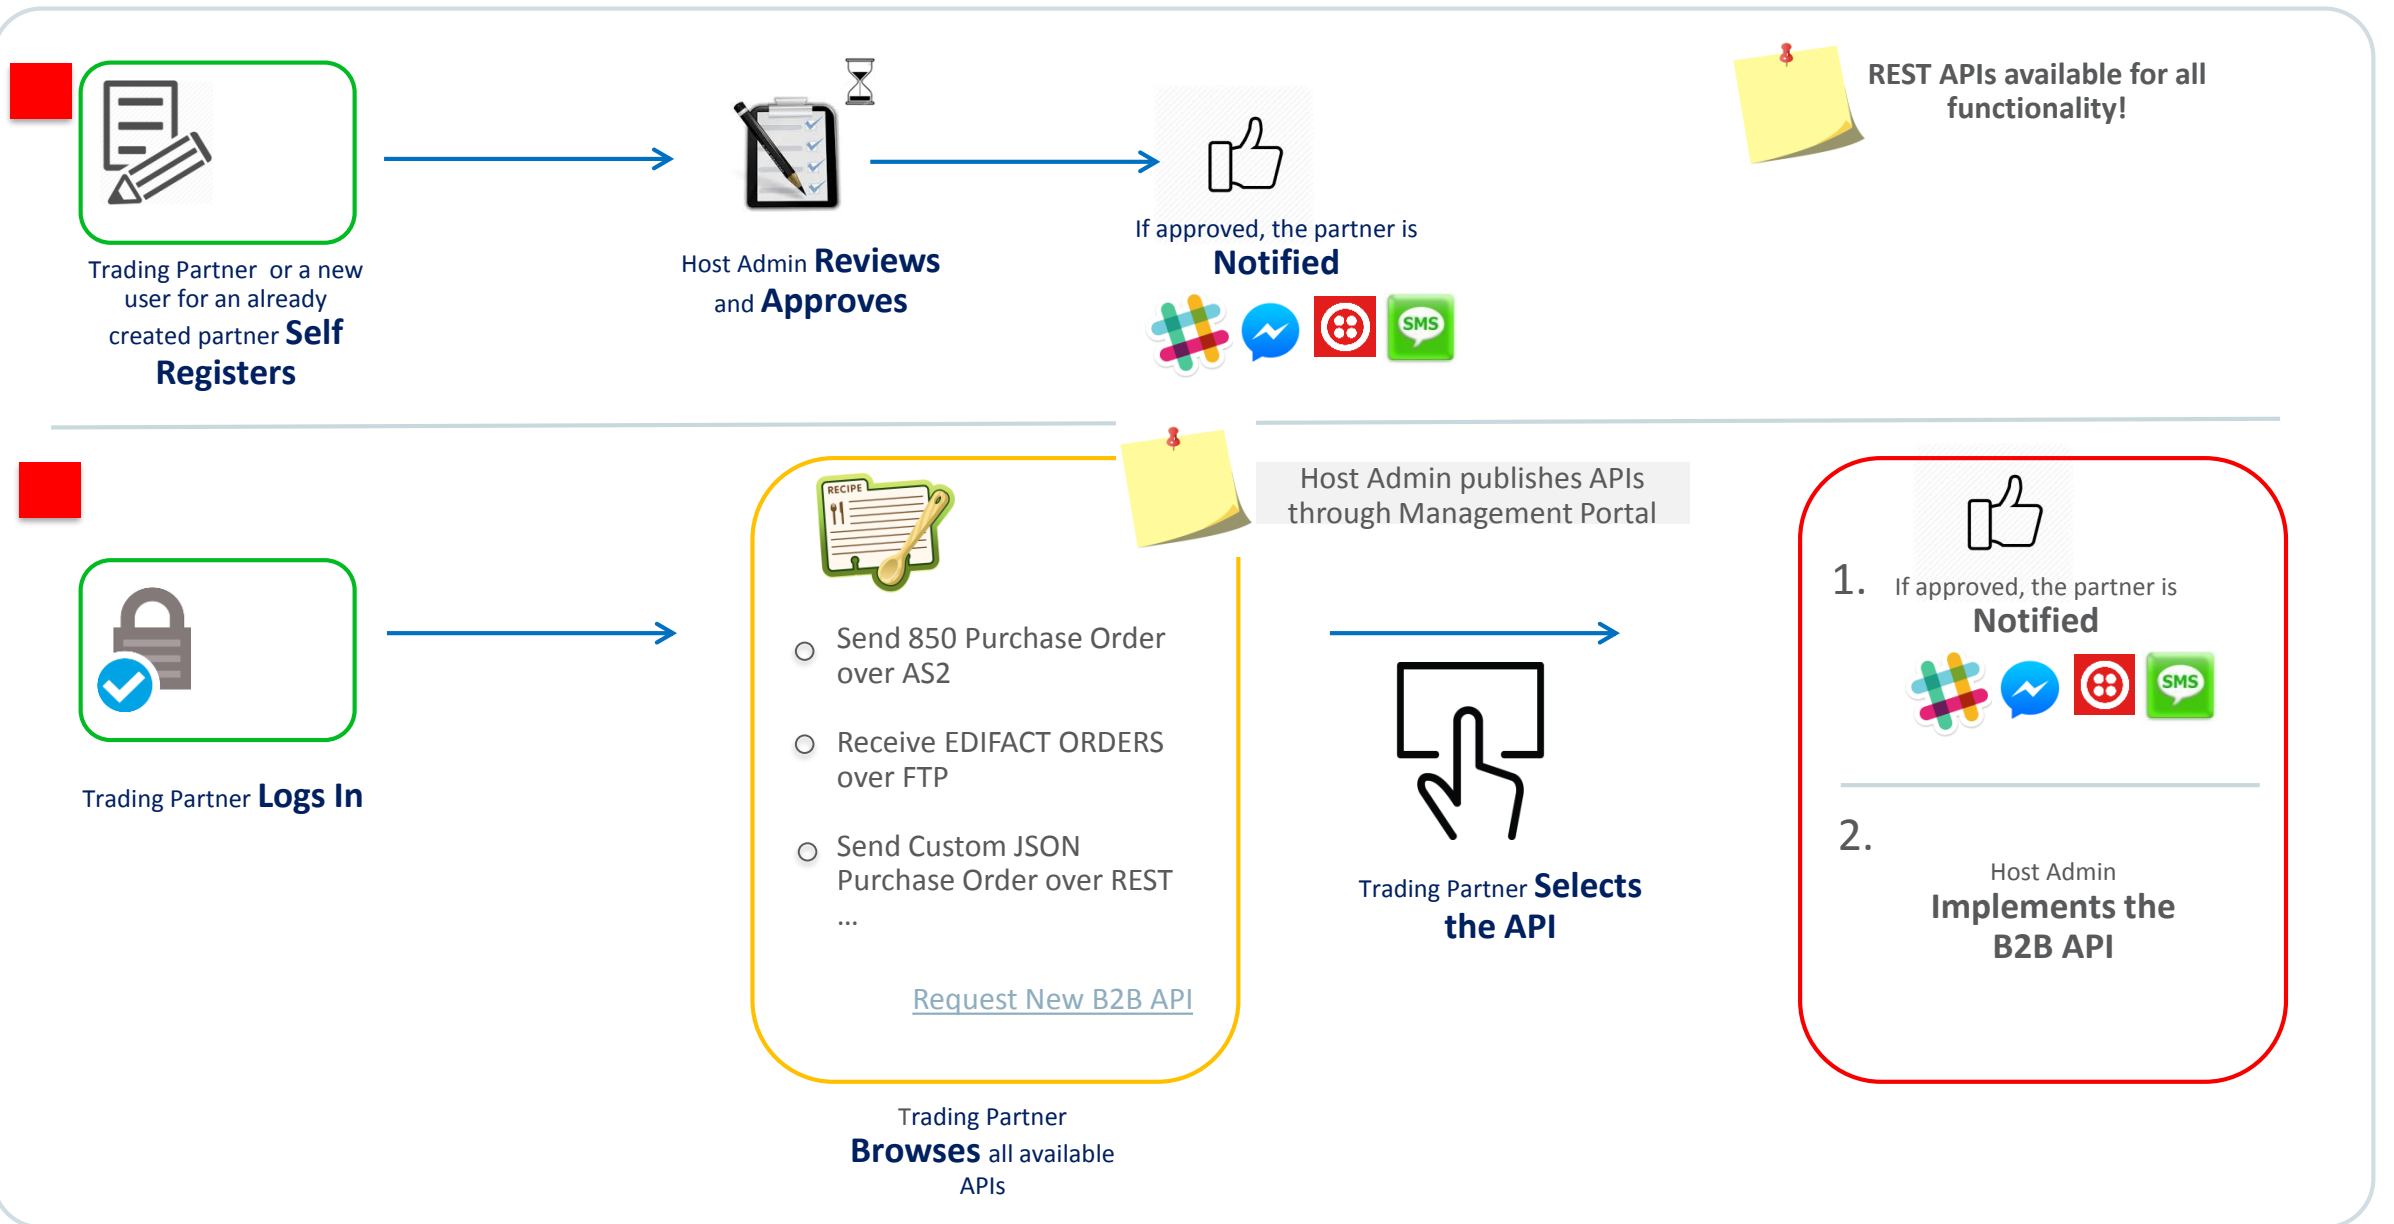 REST APIs available for all
functionality!
Trading Partner or a new
user for an already
created partner Self
Registers
Host Admin Reviews
and Approves
If approved, the partner is
Notified
SMS
Host Admin publishes APIs
through Management Portal
Trading Partner Logs In
RECIPE
Send 850 Purchase Order
over AS2
Receive EDIFACT ORDERS
over FTP
Send Custom JSON
Purchase Order over REST
...
Request New B2B API
Trading Partner
Browses all available
APIs
Trading Partner Selects
the API
1. If approved, the partner is
Notified
SMS
2.
Host Admin
Implements the
B2B API